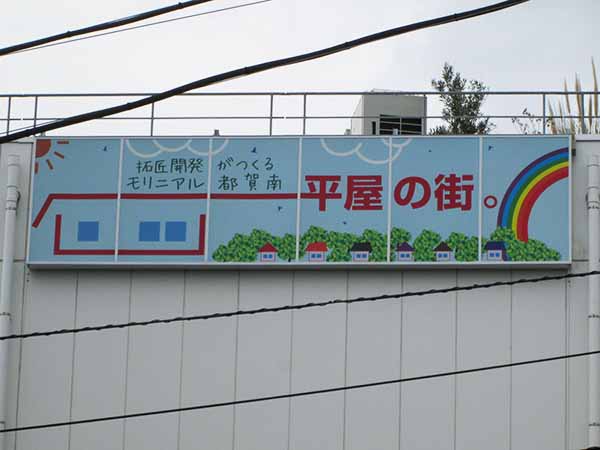 拓匠開発がつくる
モリニアル都賀南
平屋の街。